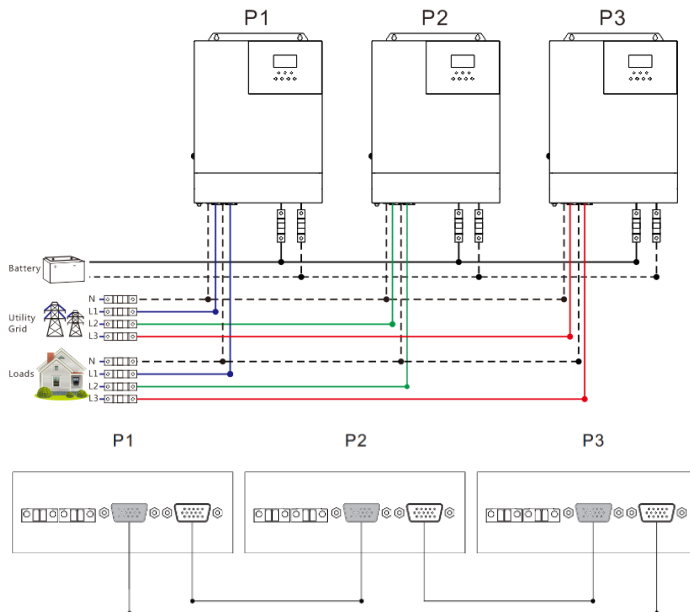 P1 P2 P3
Battery
Utility
Grid
N
L1
L2
L3
Loads
N
L1
L2
L3
P1 P2 P3